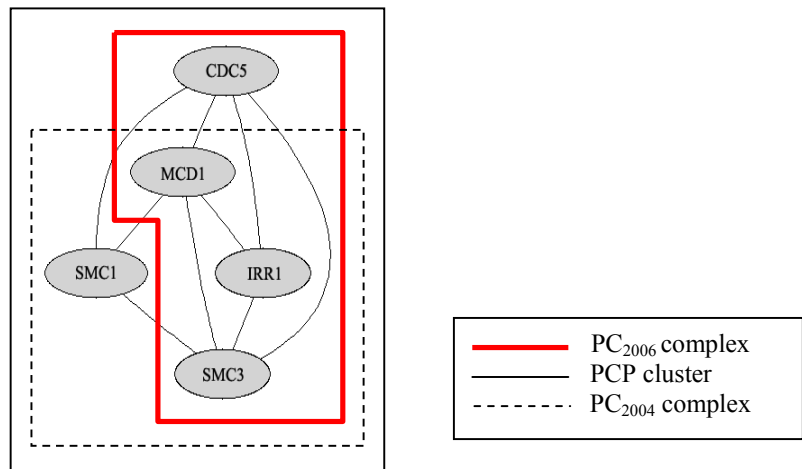 CDC5
MCD1
SMC1
IRR1
SMC3
PC2006 complex
PCP cluster
PC2004 complex